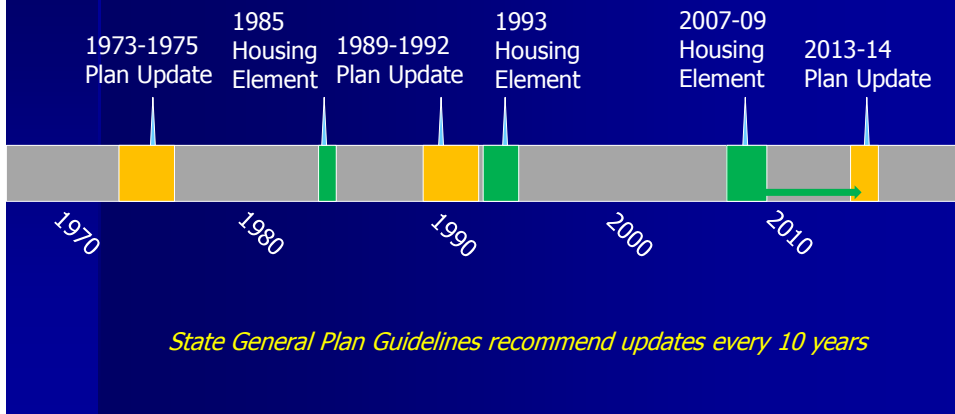 1973-1975
Plan Update
1985
Housing
Element
1989-1992
Plan Update
1993
Housing
Element
2007-09
Housing
Element
2013-14
Plan Update
1970
1980
1990
2000
2010
State General Plan Guidelines recommend updates every 10 years